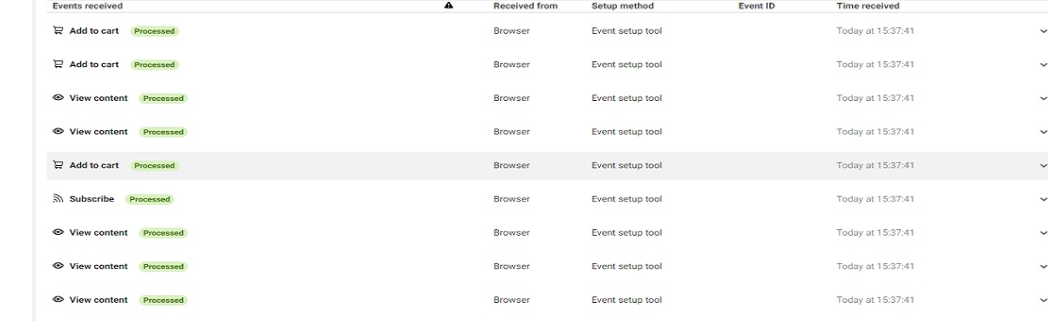 Events received Received from Setup method Event ID Time received
Add to cart Processed Browser Event setup tool Today at 15:37:41
Add to cart Processed Browser Event setup tool Today at 15:37:41
View content Processed Browser Event setup tool Today at 15:37:41
View content Processed Browser Event setup tool Today at 15:37:41
Add to cart Processed Browser Event setup tool Today at 15:37:41
Subscribe Processed Browser Event setup tool Today at 15:37:41
View content Processed Browser Event setup tool Today at 15:37:41
View content Processed Browser Event setup tool Today at 15:37:41
View content Processed Browser Event setup tool Today at 15:37:41